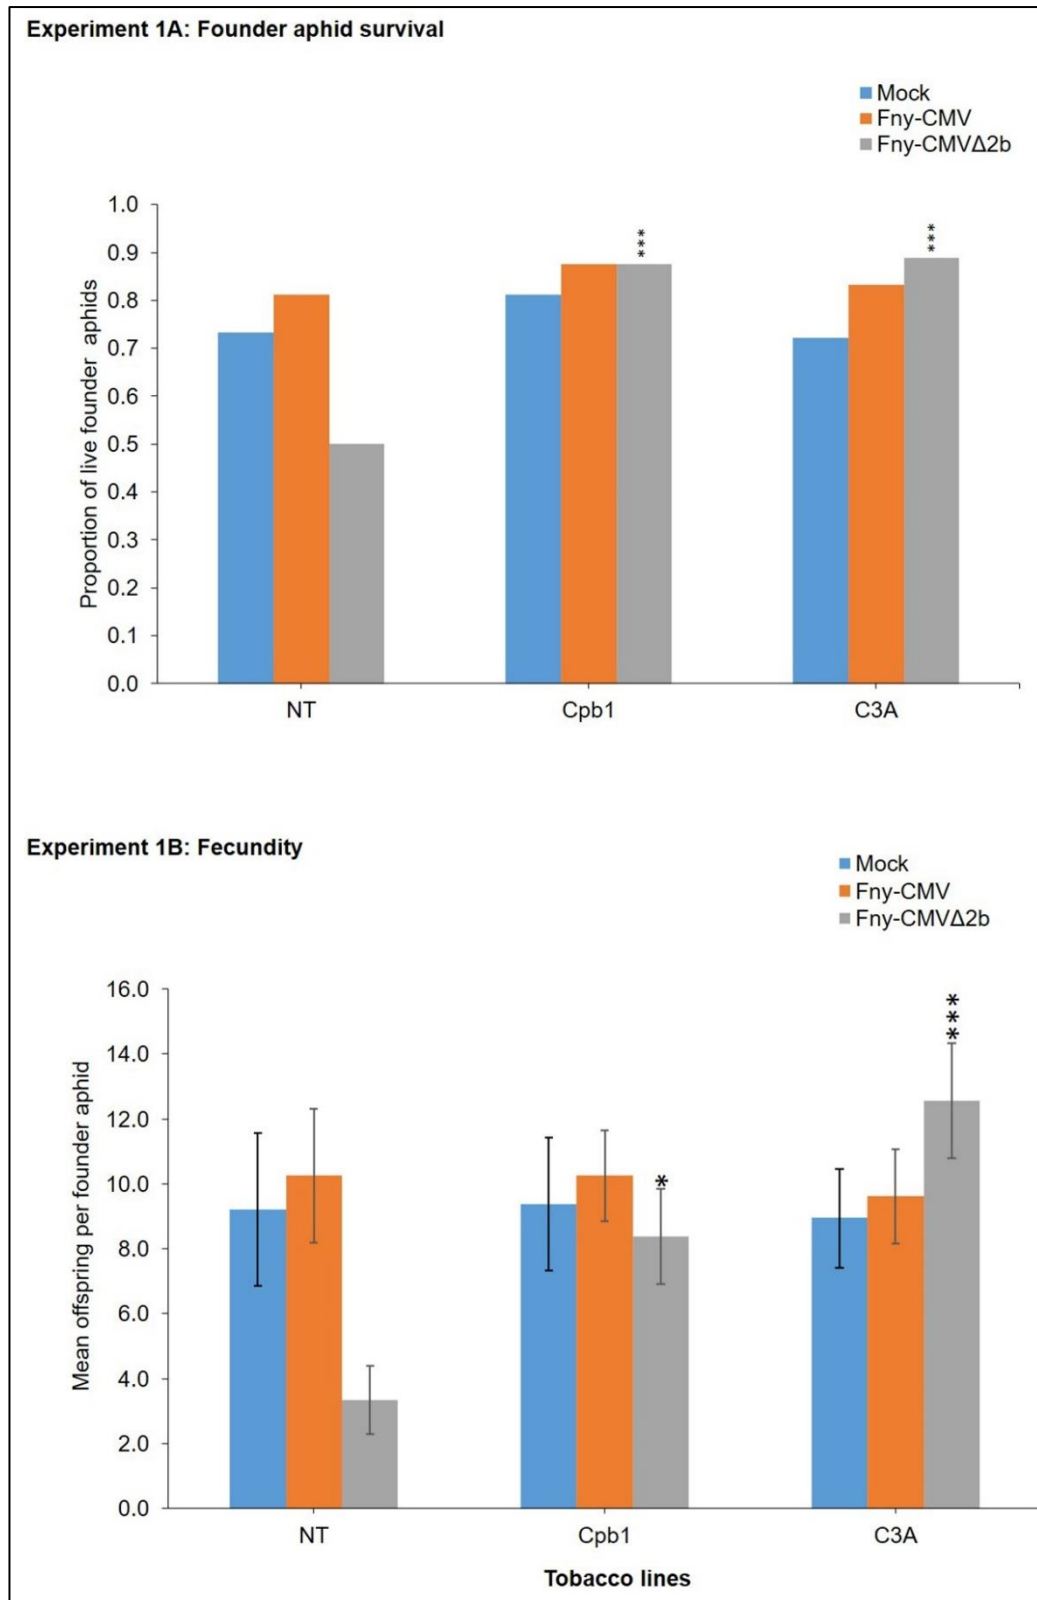 Experiment 1A: Founder aphid survival
Mock
Fny-CMV
Fny-CMVΔ2b
Proportion of live founder aphids
1.0
0.9
0.8
0.7
0.6
0.5
0.4
0.3
0.2
0.1
0.0
***
***
NT
Cpb1
C3A
Experiment 1B: Fecundity
Mock
Fny-CMV
Fny-CMVΔ2b
Mean offspring per founder aphid
16.0
14.0
12.0
10.0
8.0
6.0
4.0
2.0
0.0
*
***
NT
Cpb1
C3A
Tobacco lines